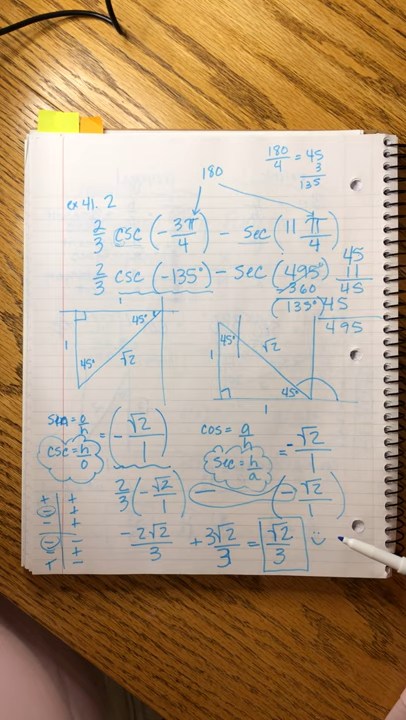 180/4 = 45
3
135
180
ex 41.2
2/3 csc (-3π/4) - sec (11 π/4)
2/3 csc (-135°) - sec (495°)
-360
(135°)
45
11
45
45
495
1
45°
1
45°
√2
45°
√2
1
45°
1
sin = o/h
csc = h/o
= (-√2/1)
cos = a/h
sec = h/a
= -√2/1
2/3 (-√2/1) - (-√2/1)
-2√2/3 + 3√2/3 = √2/3
+ +
- +
- +
- -
- +
+ -